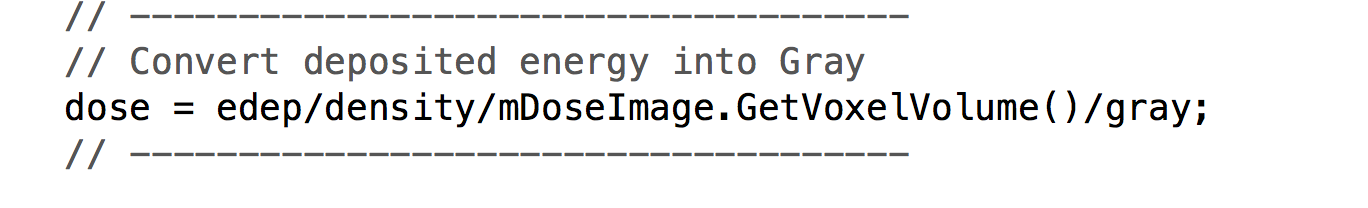 // ------------------------------------
// Convert deposited energy into Gray
dose = edep/density/mDoseImage.GetVoxelVolume()/gray;
// ------------------------------------